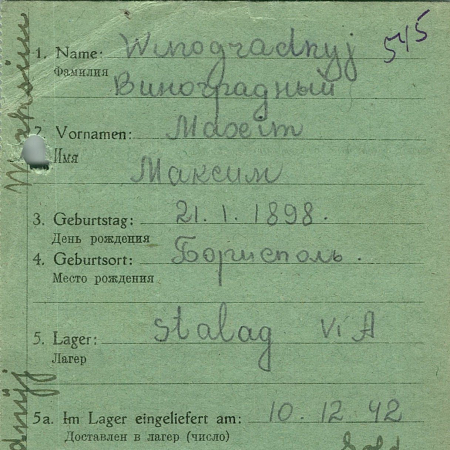 545
1. Name: Winogradnyj
Фамилия
Виноградный
2. Vornamen: Maxim
Имя
Максим
3. Geburtstag: 21. 1. 1898.
День рождения
4. Geburtsort: Борисполь.
Место рождения
5. Lager: Stalag VI A
Лагер
5a. Im Lager eingeliefert am: 10. 12. 42
Доставлен в лагер (число)